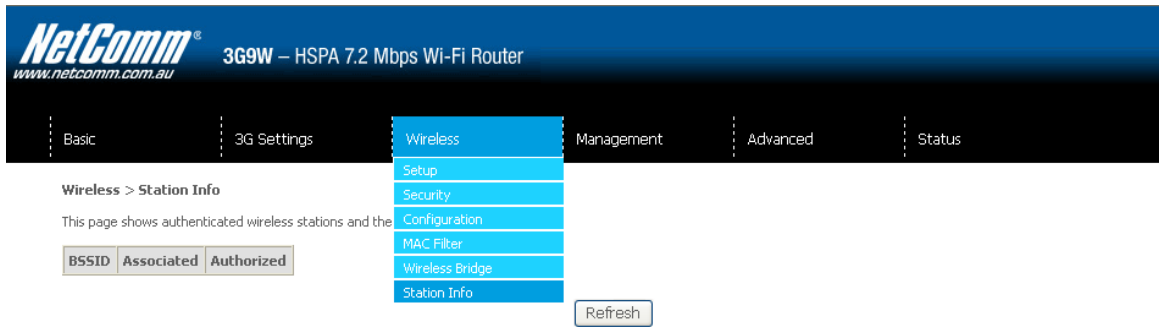 NetComm®
www.netcomm.com.au
3G9W – HSPA 7.2 Mbps Wi-Fi Router
Basic 3G Settings Wireless Management Advanced Status
Setup
Security
Configuration
MAC Filter
Wireless Bridge
Station Info
Wireless > Station Info
This page shows authenticated wireless stations and the
BSSID Associated Authorized
Refresh